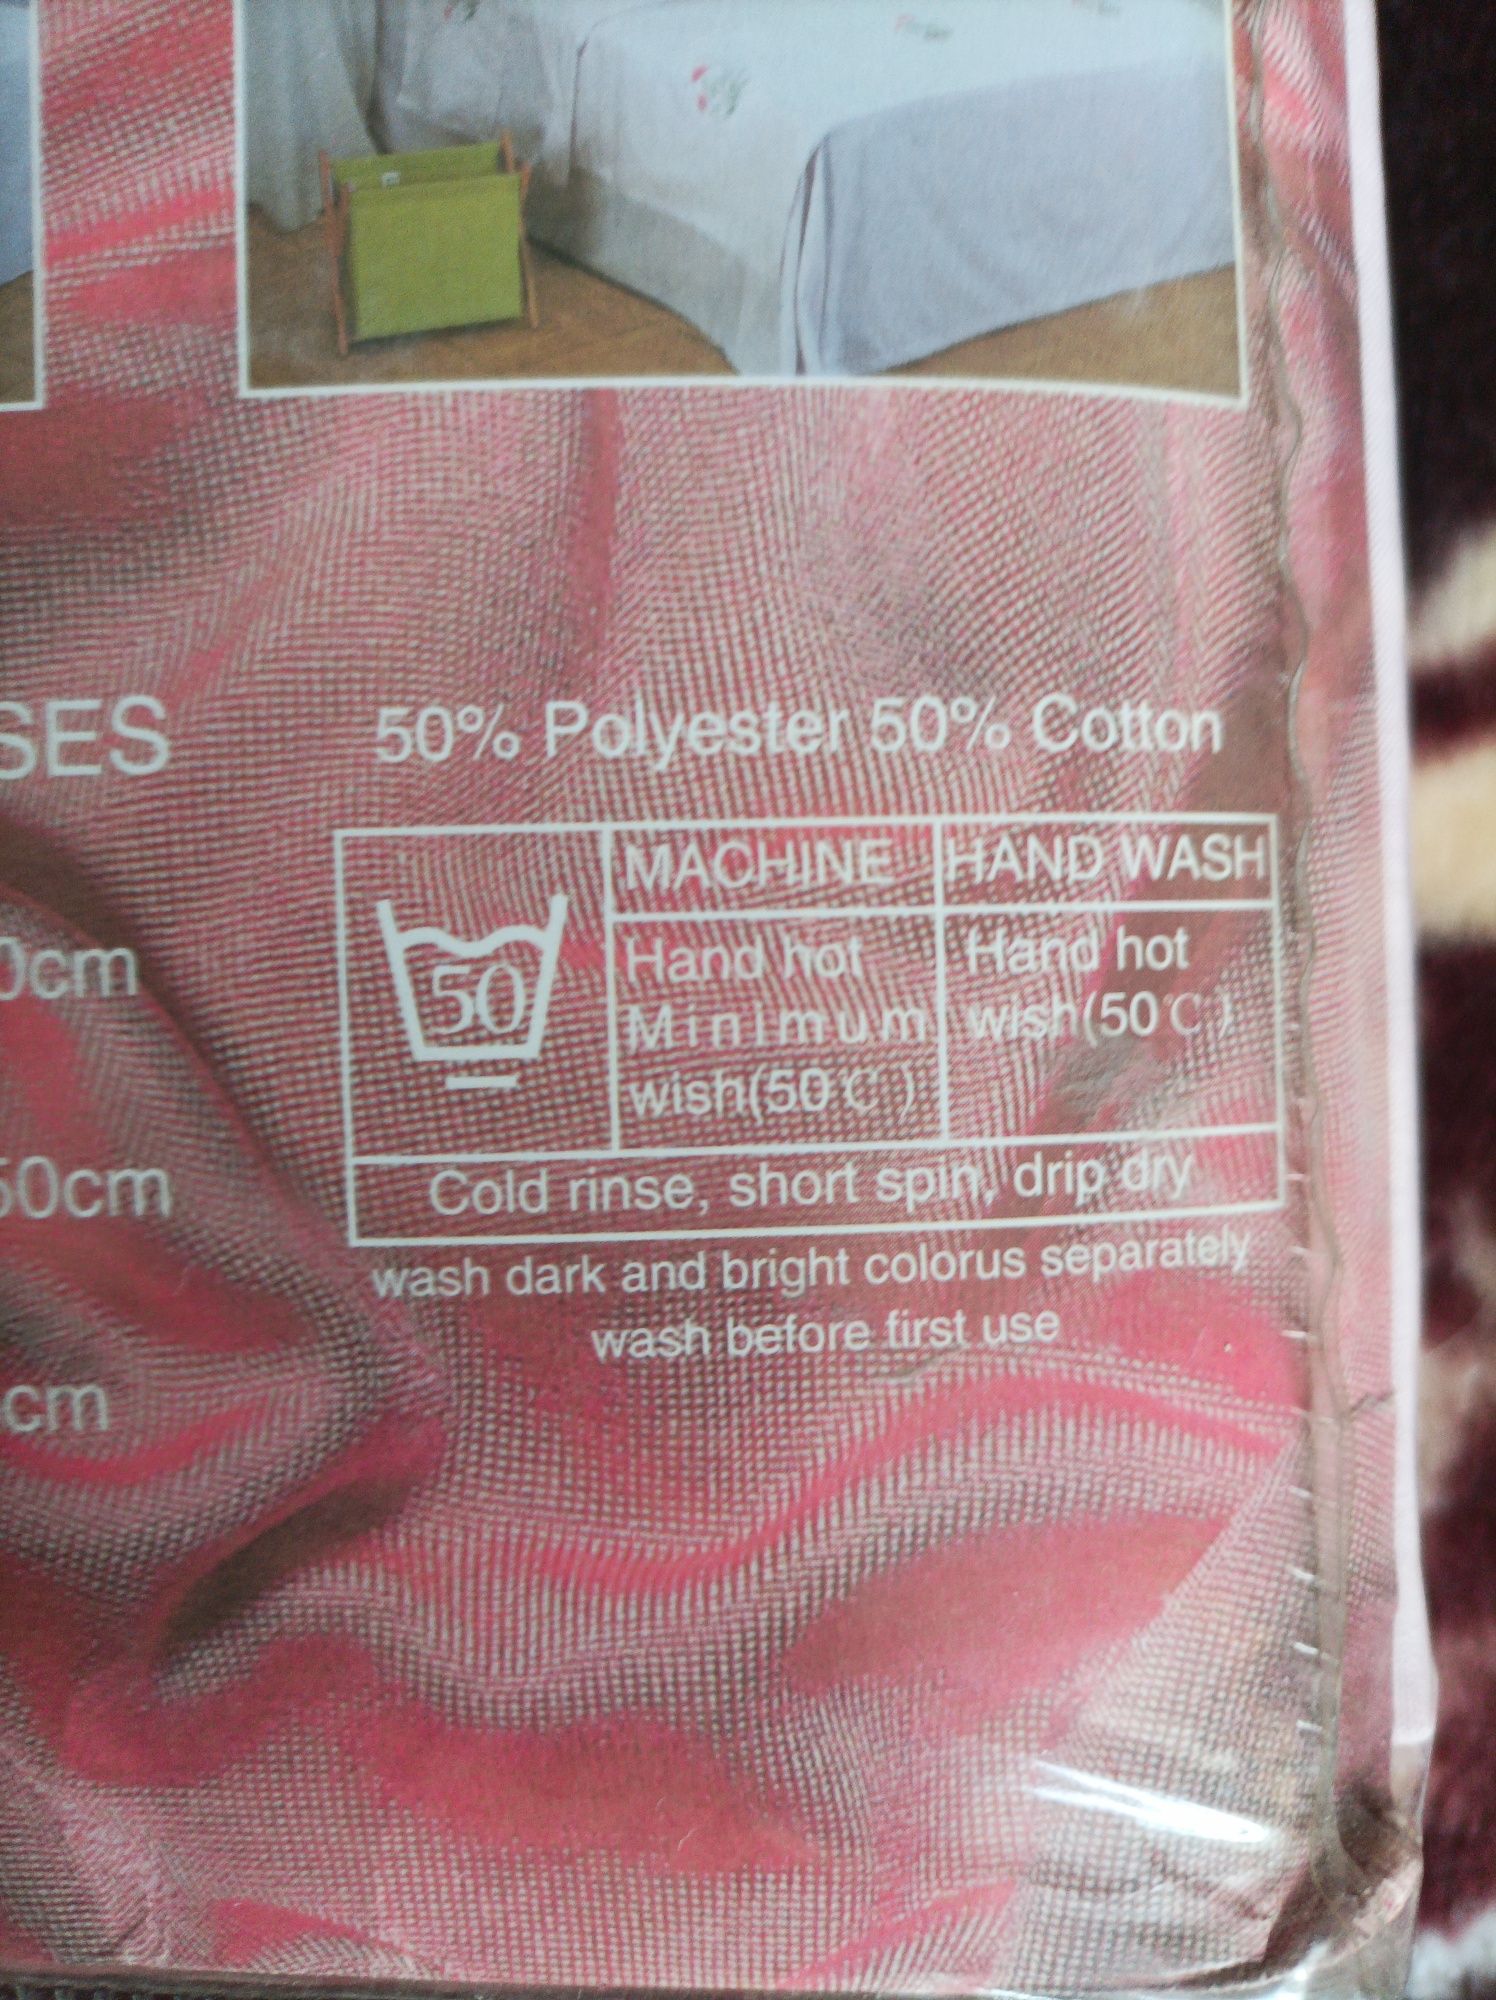 SES
50% Polyester 50% Cotton
MACHINE
HAND WASH
50
Hand hot
Minimum
wish(50℃)
Hand hot
wish(50℃)
0cm
Cold rinse, short spin, drip dry
50cm
wash dark and bright colorus separately
wash before first use
cm